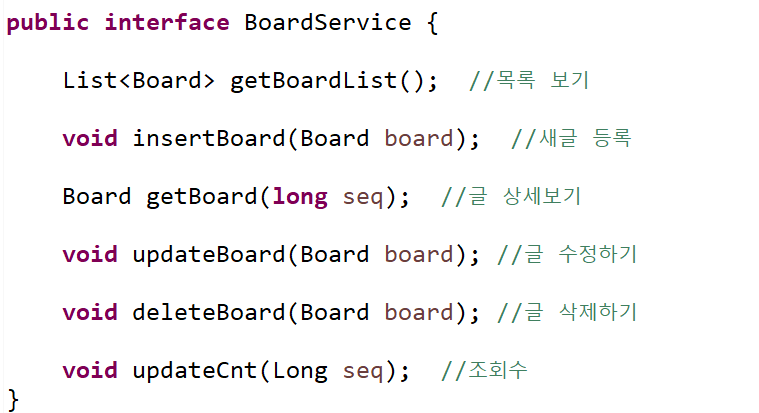 public interface BoardService {
List<Board> getBoardList();  //목록 보기
void insertBoard(Board board);  //새글 등록
Board getBoard(long seq);  //글 상세보기
void updateBoard(Board board); //글 수정하기
void deleteBoard(Board board); //글 삭제하기
void updateCnt(Long seq);  //조회수
}